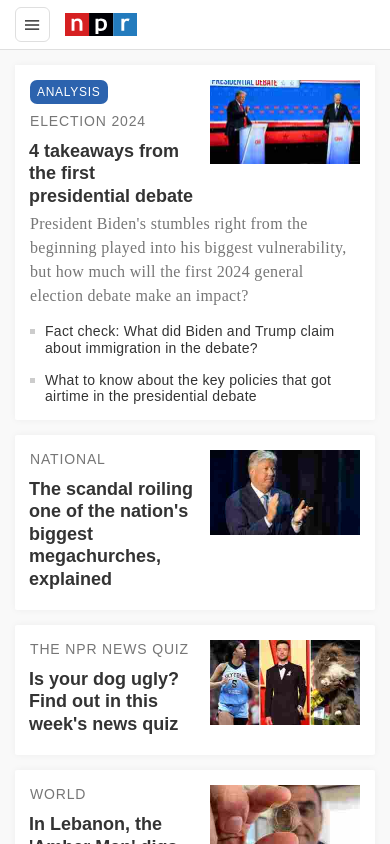 npr
ANALYSIS
PRESIDENTIAL DEBATE
ELECTION 2024
4 takeaways from
the first
presidential debate
President Biden's stumbles right from the
beginning played into his biggest vulnerability,
but how much will the first 2024 general
election debate make an impact?
Fact check: What did Biden and Trump claim
about immigration in the debate?
What to know about the key policies that got
airtime in the presidential debate
NATIONAL
The scandal roiling
one of the nation's
biggest
megachurches,
explained
THE NPR NEWS QUIZ
Is your dog ugly?
Find out in this
week's news quiz
WORLD
In Lebanon, the
'Amber Man' digs